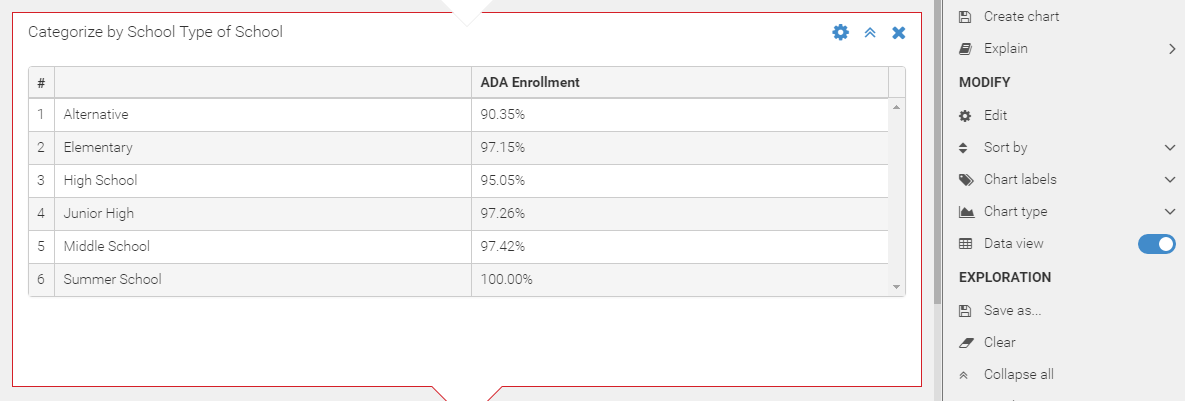 Categorize by School Type of School
# ADA Enrollment
1 Alternative 90.35%
2 Elementary 97.15%
3 High School 95.05%
4 Junior High 97.26%
5 Middle School 97.42%
6 Summer School 100.00%
Create chart
Explain
MODIFY
Edit
Sort by
Chart labels
Chart type
Data view
EXPLORATION
Save as...
Clear
Collapse all